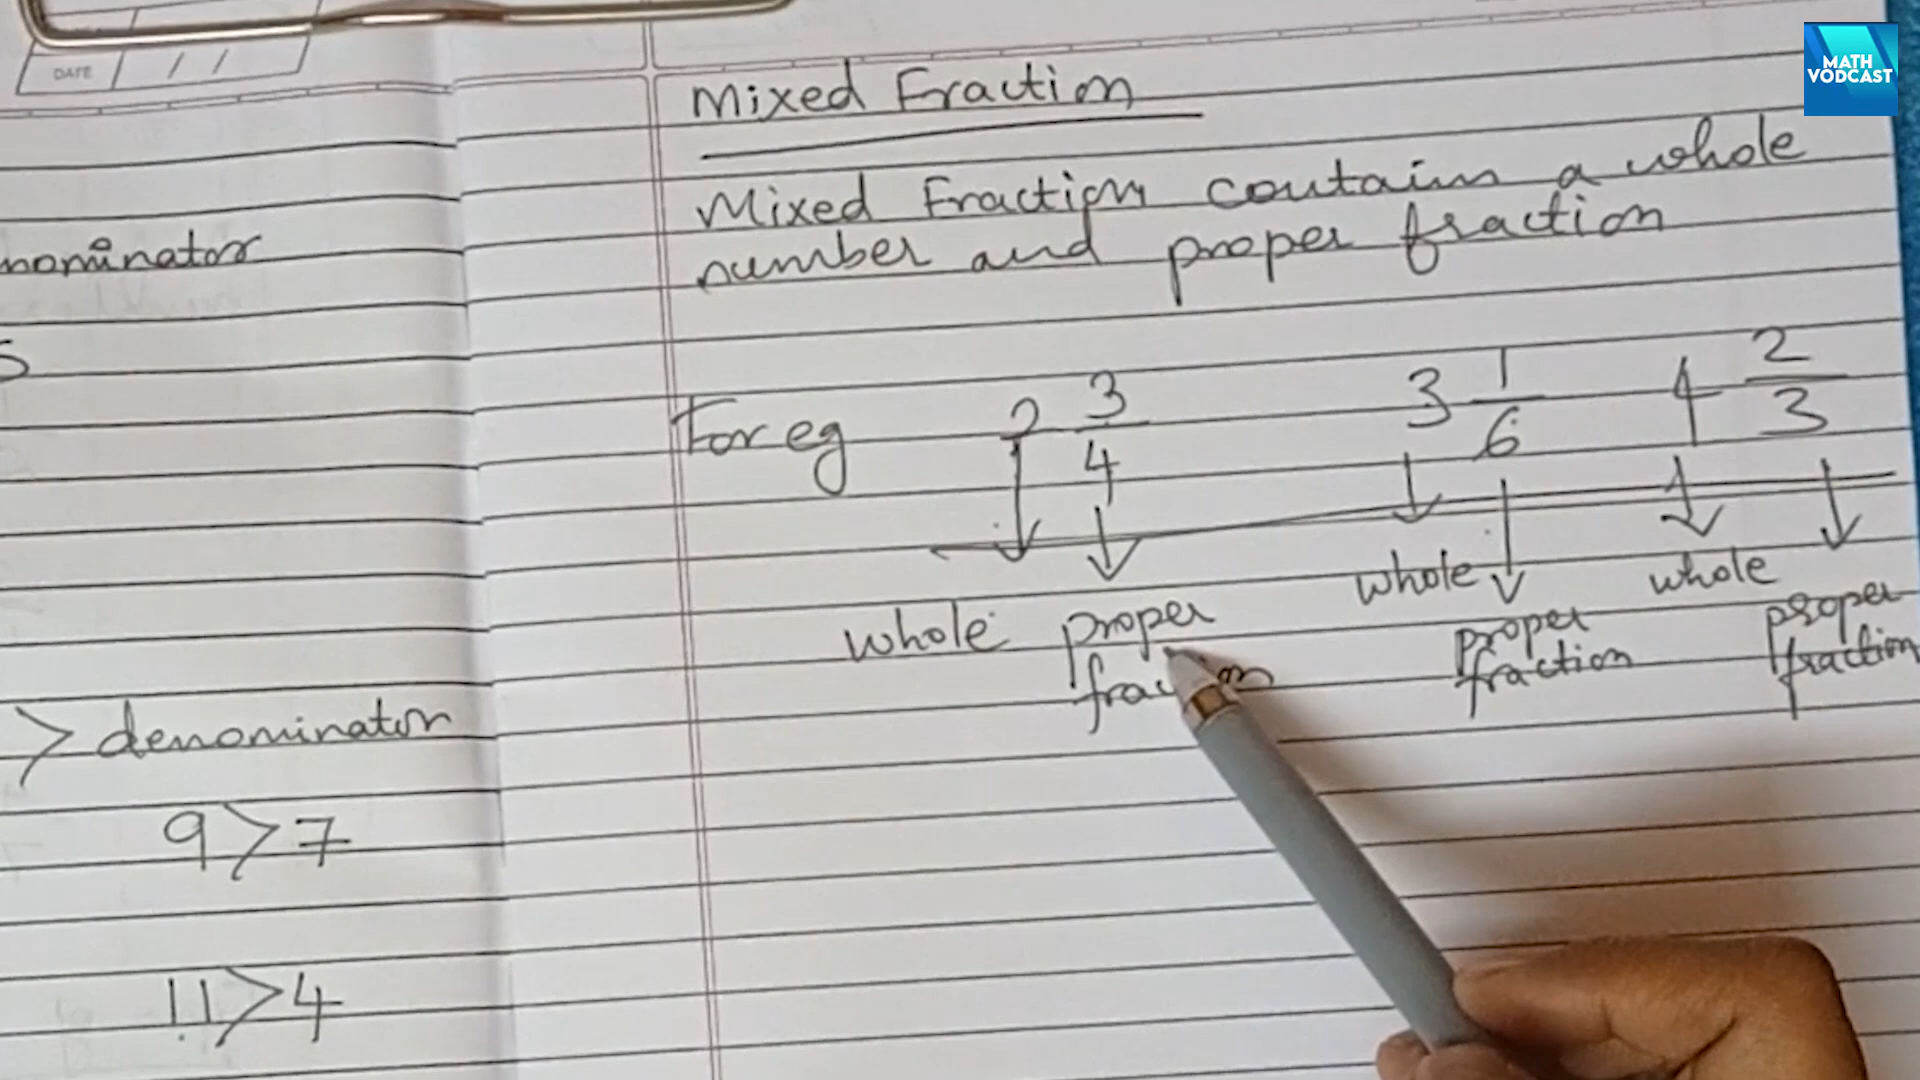 MATH
VODCAST
DATE / /
nominator
5
> denominator
9 > 7
11 > 4
Mixed Fraction
Mixed Fraction contains a whole
number and proper fraction
For eg 2 3/4 3 1/6 4 2/3
whole proper fraction whole proper fraction whole proper fraction